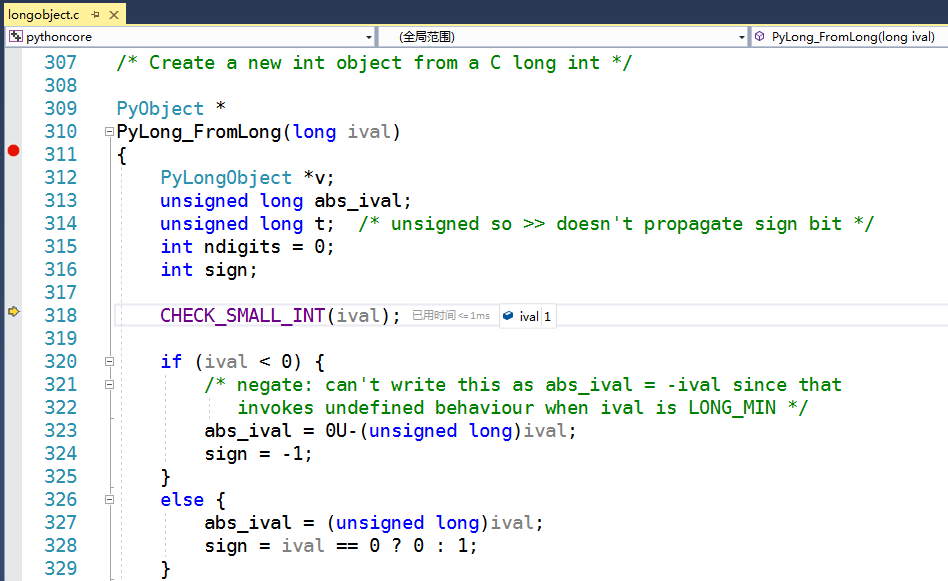 longobject.c
pythoncore (全局范围) PyLong_FromLong(long ival)
307 /* Create a new int object from a C long int */
308
309 PyObject *
310 PyLong_FromLong(long ival)
311 {
312     PyLongObject *v;
313     unsigned long abs_ival;
314     unsigned long t;  /* unsigned so >> doesn't propagate sign bit */
315     int ndigits = 0;
316     int sign;
317
318     CHECK_SMALL_INT(ival); 已用时间<=1ms ival 1
319
320     if (ival < 0) {
321         /* negate: can't write this as abs_ival = -ival since that
322            invokes undefined behaviour when ival is LONG_MIN */
323         abs_ival = 0U-(unsigned long)ival;
324         sign = -1;
325     }
326     else {
327         abs_ival = (unsigned long)ival;
328         sign = ival == 0 ? 0 : 1;
329     }